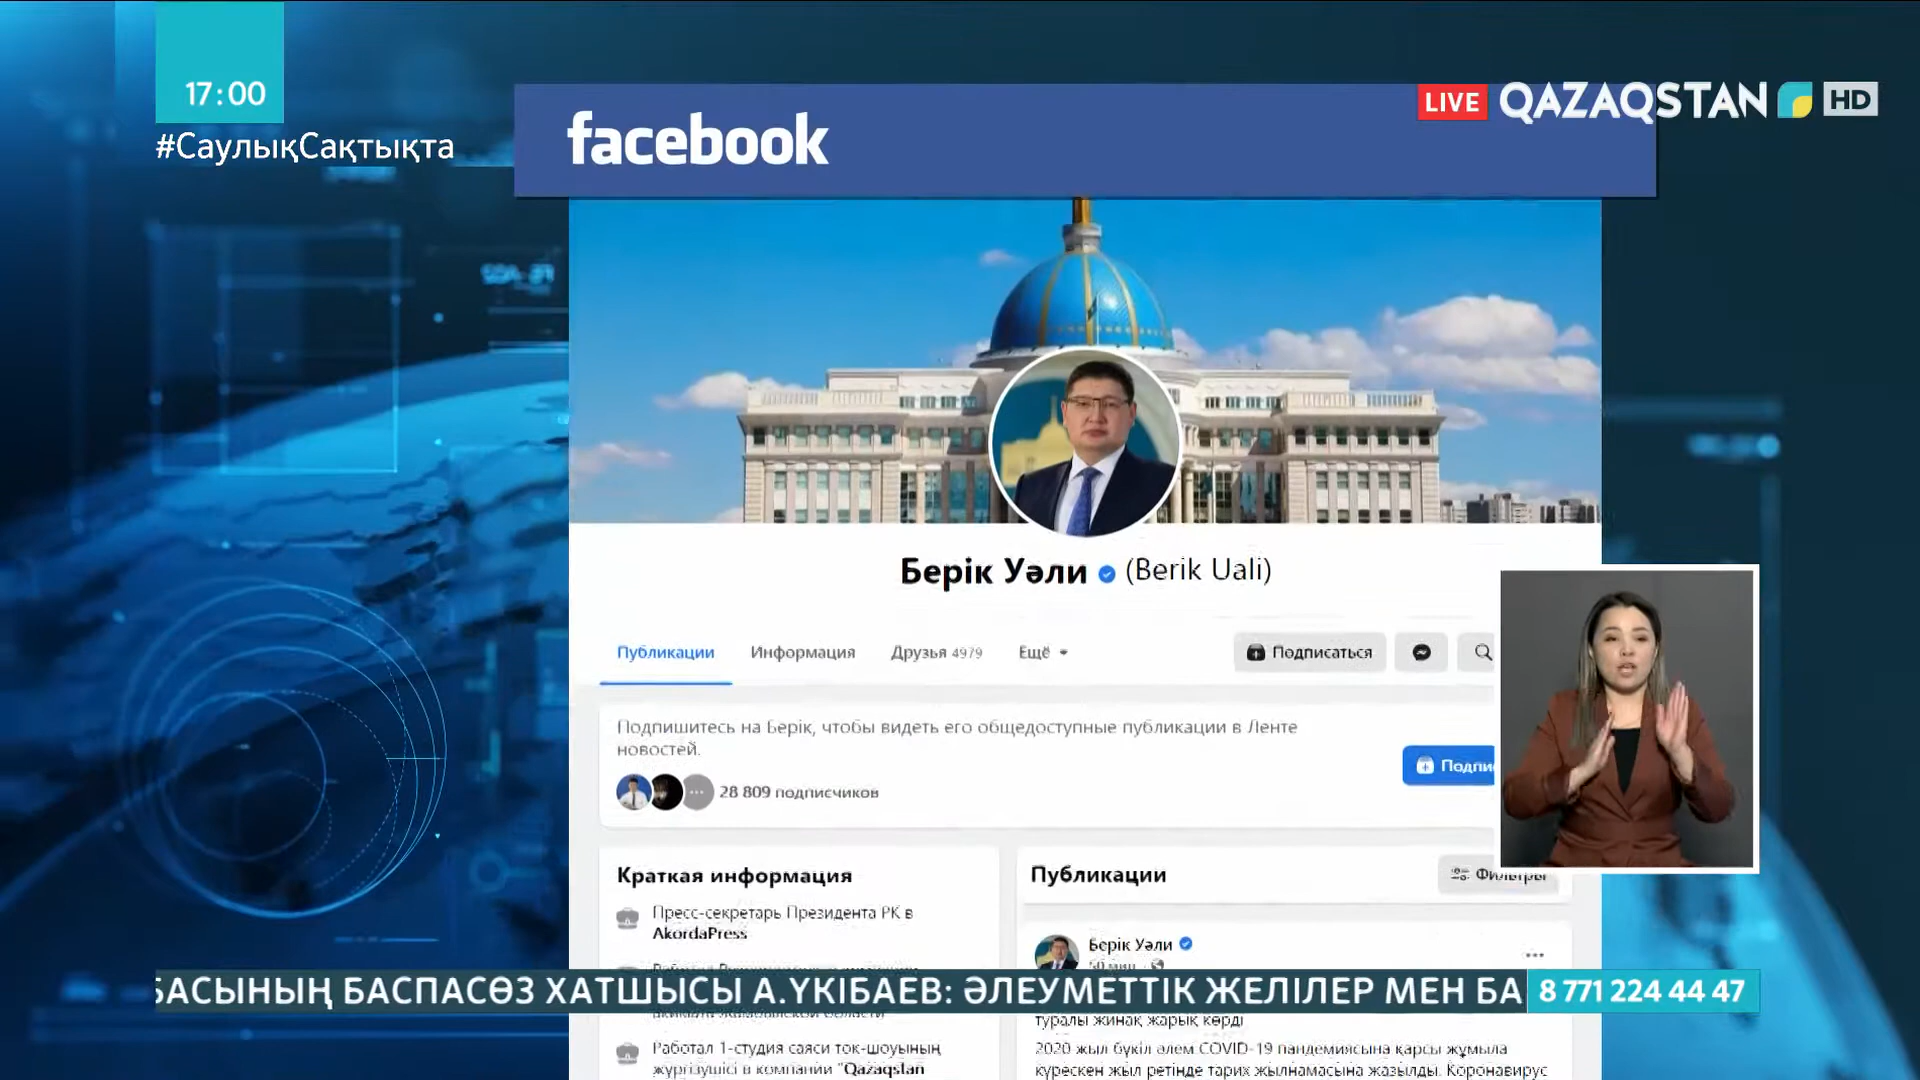 17:00
#СаулықСақтықта
facebook
LIVE QAZAQSTAN HD
Берік Уәли (Berik Uali)
Публикации Информация Друзья 4979 Ещё
Подписаться
Подпишитесь на Берік, чтобы видеть его общедоступные публикации в Ленте
новостей.
Подпи
28 809 подписчиков
Краткая информация
Публикации
Фильтры
Пресс-секретарь Президента РК в
AkordaPress
Берік Уәли
БАСЫНЫҢ БАСПАСӨЗ ХАТШЫСЫ А.ҮКІБАЕВ: ӘЛЕУМЕТТІК ЖЕЛІЛЕР МЕН БА
8 771 224 44 47
туралы жинақ жарық көрді
Работал 1-студия саяси ток-шоуының
жүргізушісі в компании "Qazaqstan
2020 жыл бүкіл әлем COVID-19 пандемиясына қарсы жұмыла
күрескен жыл ретінде тарих жылнамасына жазылды. Коронавирус